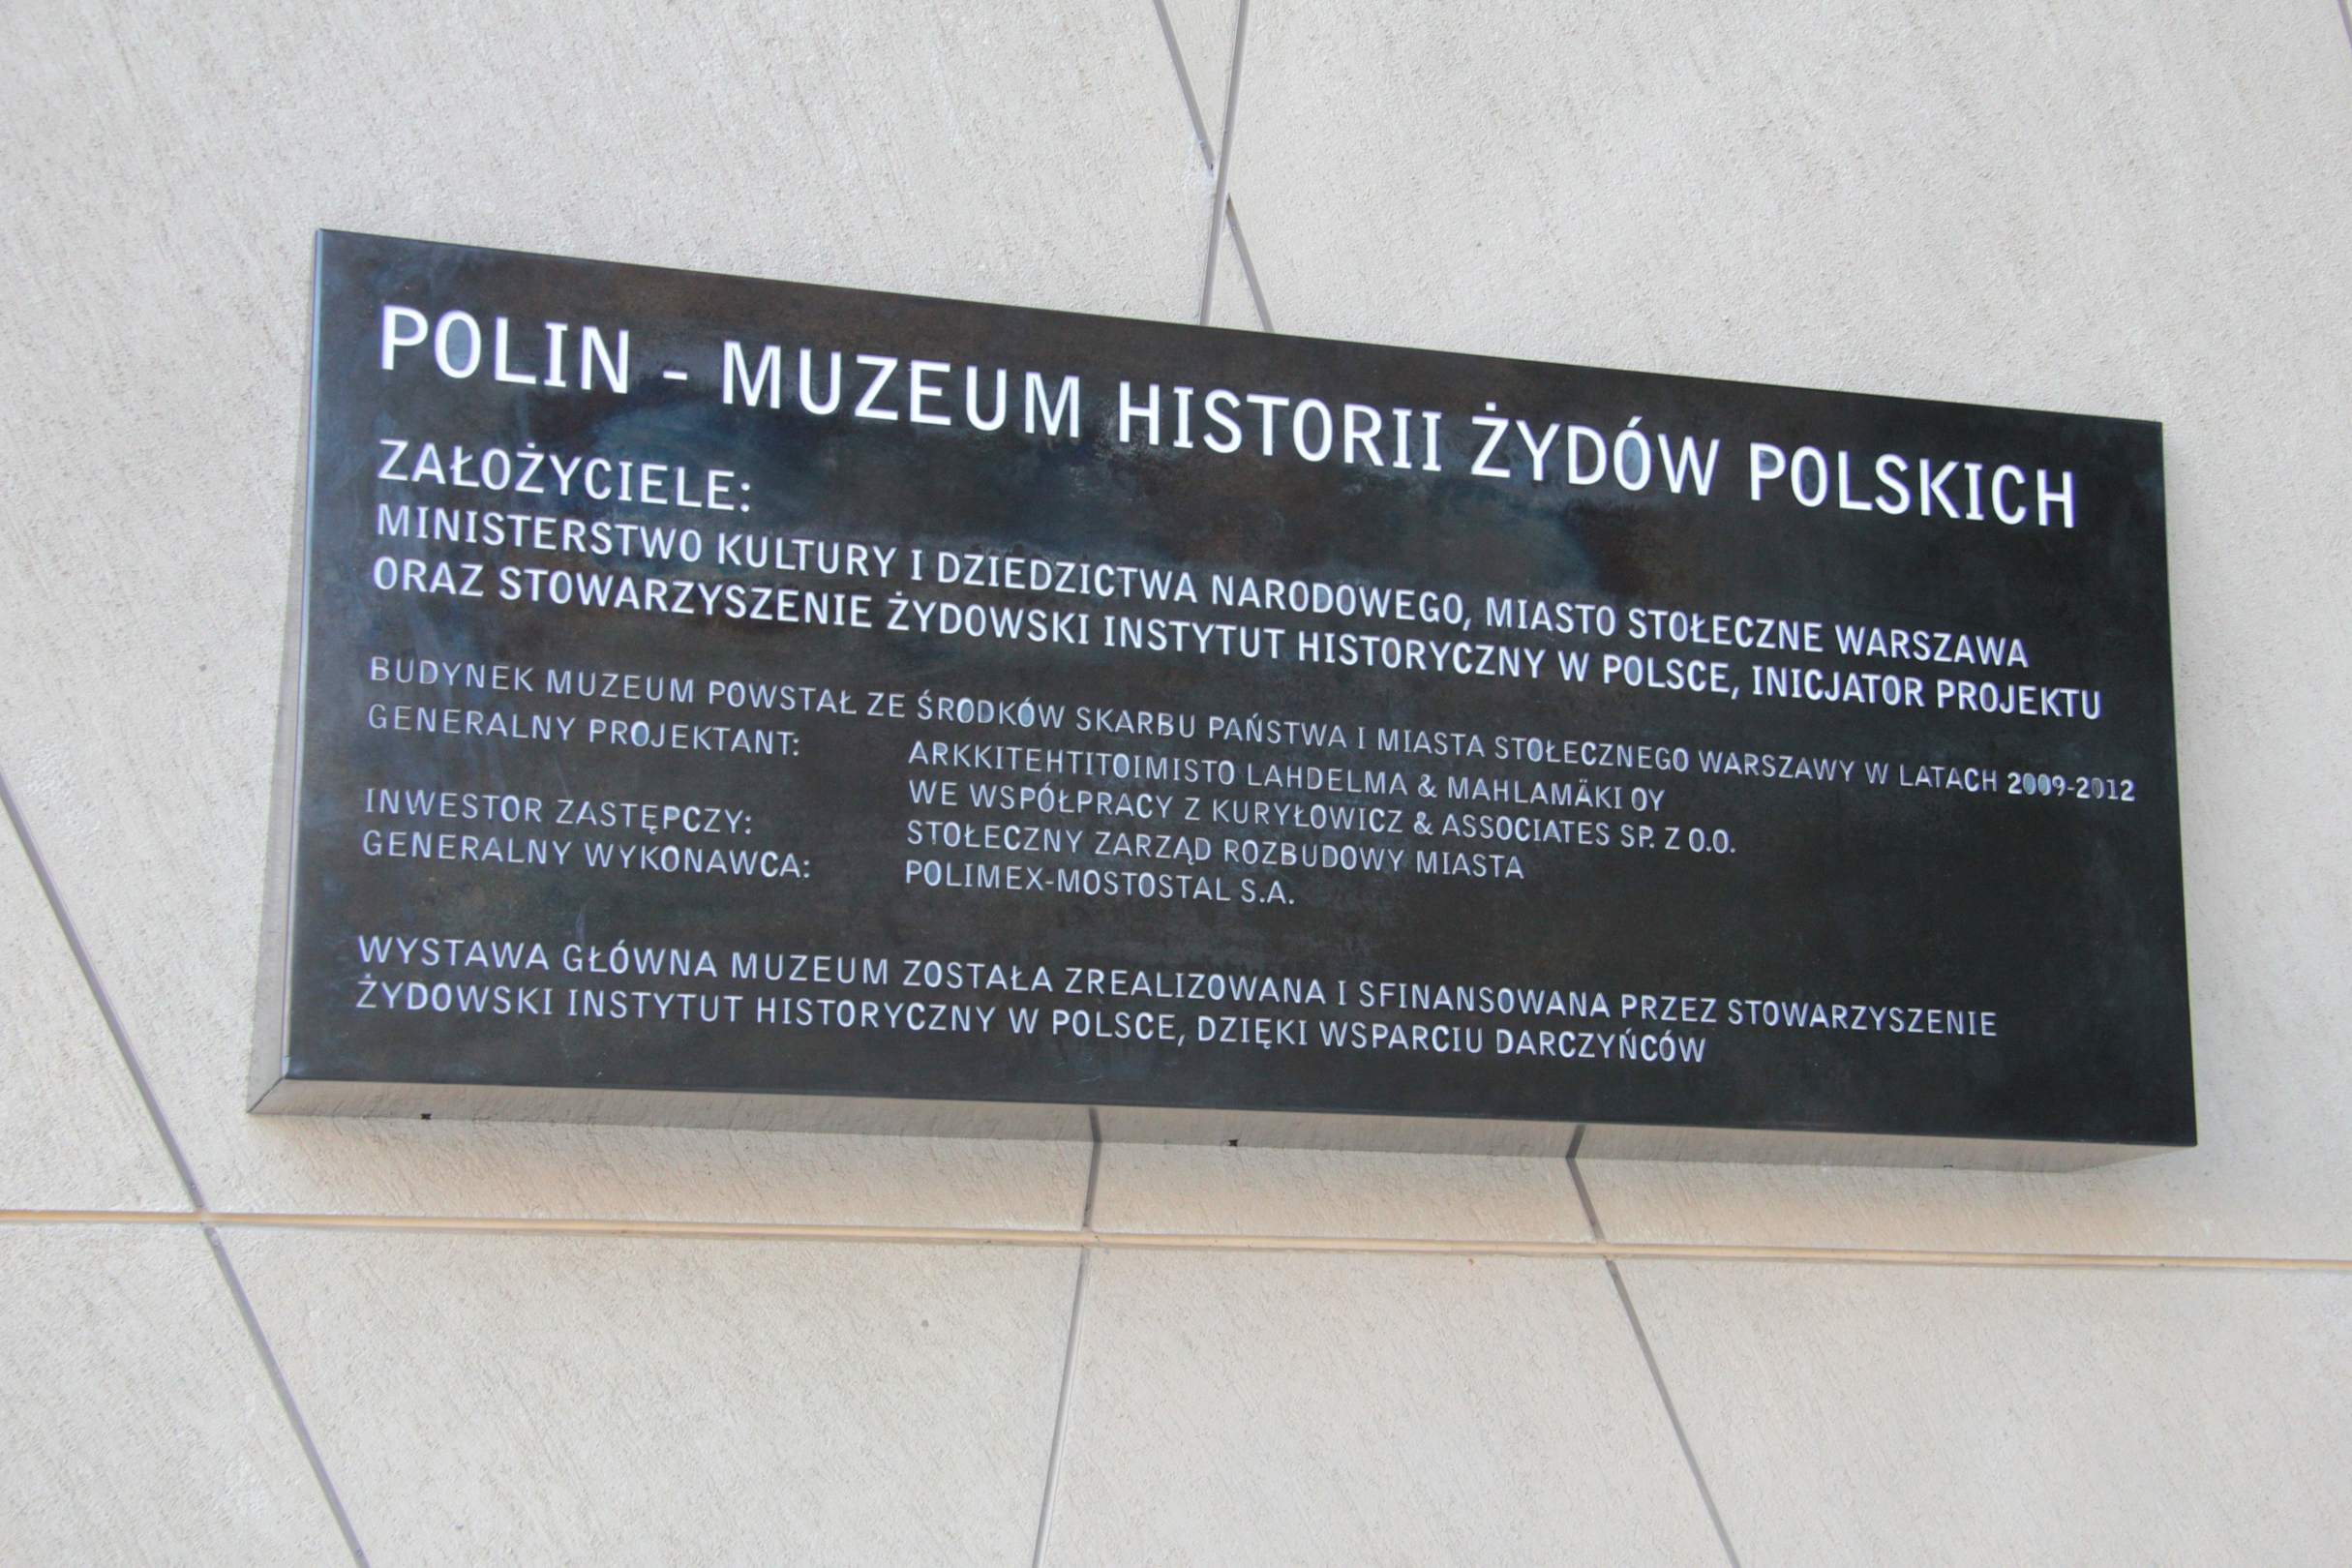 POLIN - MUZEUM HISTORII ŻYDÓW POLSKICH
ZAŁOŻYCIELE:
MINISTERSTWO KULTURY I DZIEDZICTWA NARODOWEGO, MIASTO STOŁECZNE WARSZAWA
ORAZ STOWARZYSZENIE ŻYDOWSKI INSTYTUT HISTORYCZNY W POLSCE, INICJATOR PROJEKTU
BUDYNEK MUZEUM POWSTAŁ ZE ŚRODKÓW SKARBU PAŃSTWA I MIASTA STOŁECZNEGO WARSZAWY W LATACH 2009-2012
GENERALNY PROJEKTANT: ARKKITEHTITOIMISTO LAHDELMA & MAHLAMÄKI OY
WE WSPÓŁPRACY Z KURYŁOWICZ & ASSOCIATES SP. Z O.O.
INWESTOR ZASTĘPCZY: STOŁECZNY ZARZĄD ROZBUDOWY MIASTA
GENERALNY WYKONAWCA: POLIMEX-MOSTOSTAL S.A.
WYSTAWA GŁÓWNA MUZEUM ZOSTAŁA ZREALIZOWANA I SFINANSOWANA PRZEZ STOWARZYSZENIE
ŻYDOWSKI INSTYTUT HISTORYCZNY W POLSCE, DZIĘKI WSPARCIU DARCZYŃCÓW